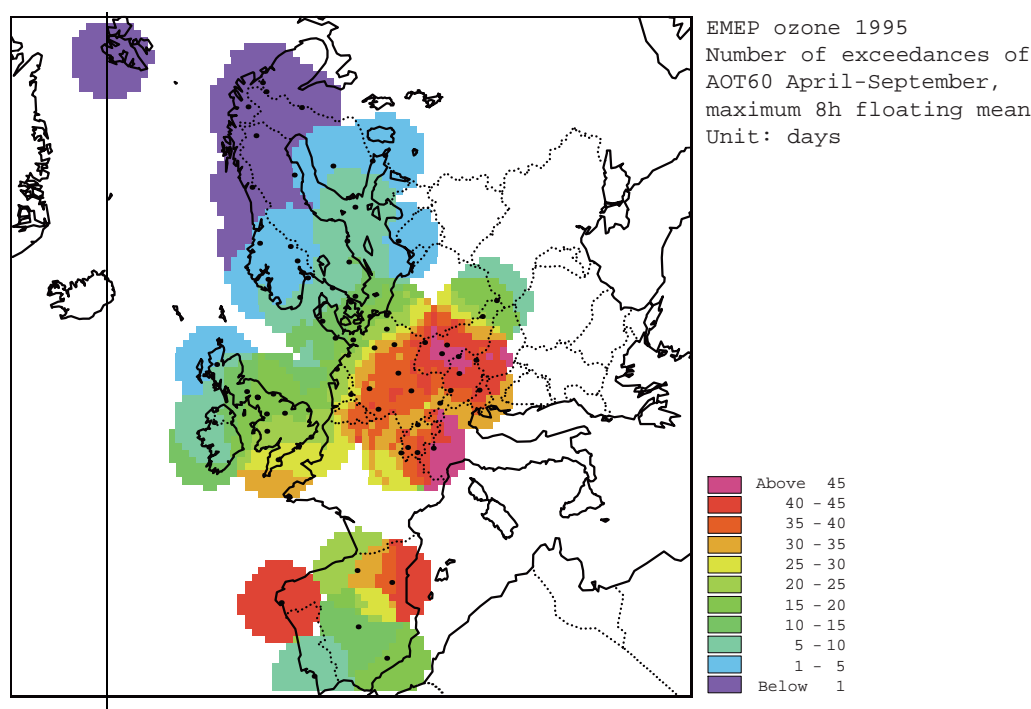 EMEP ozone 1995
Number of exceedances of
AOT60 April-September,
maximum 8h floating mean
Unit: days
Above 45
40 - 45
35 - 40
30 - 35
25 - 30
20 - 25
15 - 20
10 - 15
5 - 10
1 - 5
Below 1